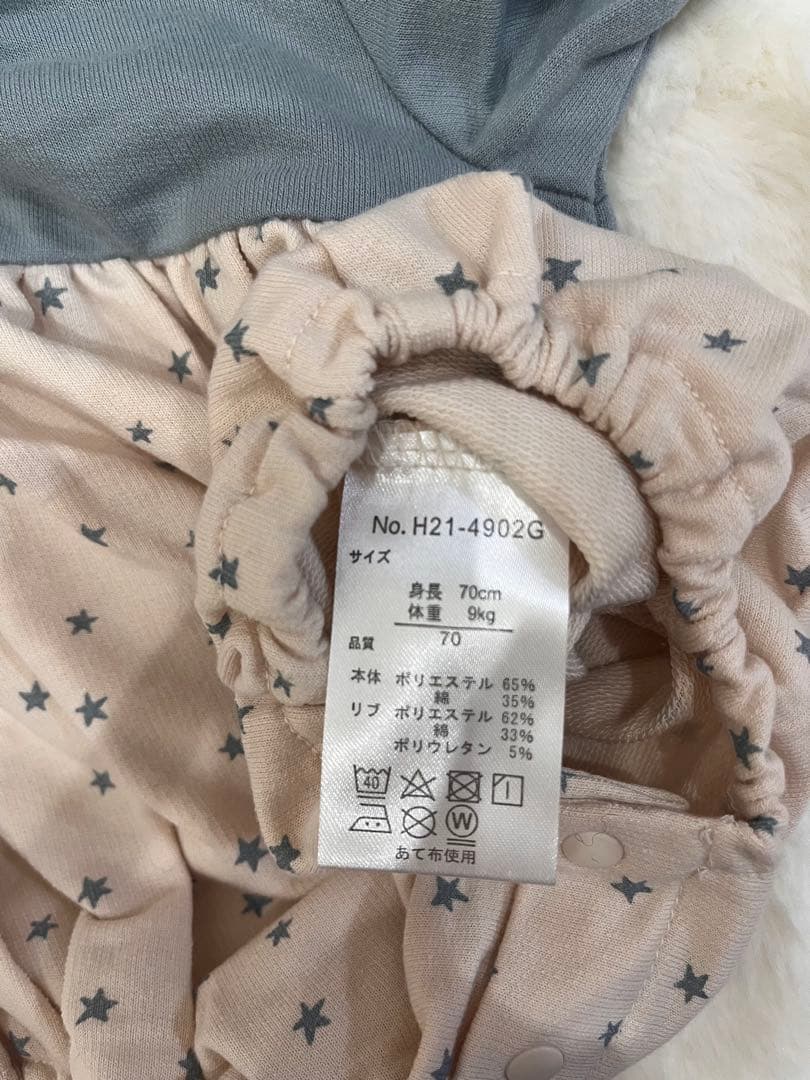 No. H21-4902G
サイズ
身長 70cm
体重 9kg
70
品質
本体 ポリエステル 65%
綿 35%
リブ ポリエステル 62%
綿 33%
ポリウレタン 5%
40
W
あて布使用